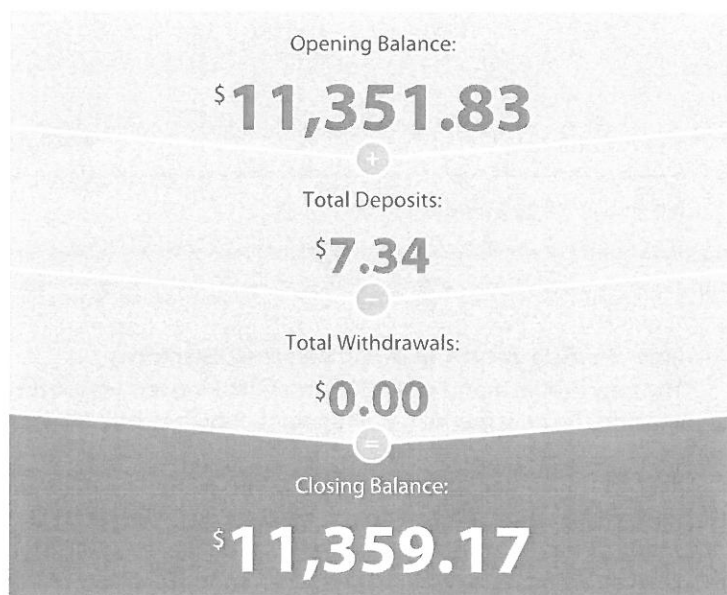 Opening Balance:
$11,351.83
+
Total Deposits:
$7.34
−
Total Withdrawals:
$0.00
=
Closing Balance:
$11,359.17